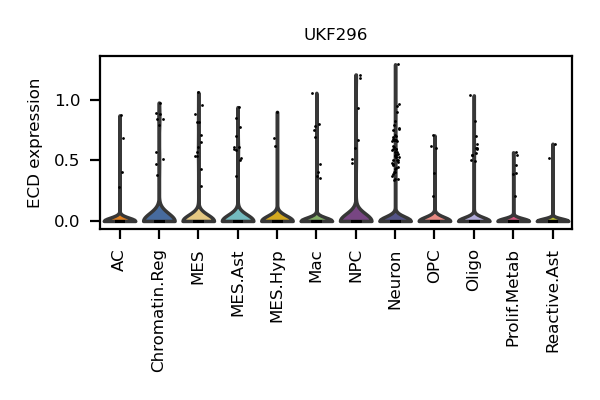 UKF296
ECD expression
1.0
0.5
0.0
AC
Chromatin.Reg
MES
MES.Ast
MES.Hyp
Mac
NPC
Neuron
OPC
Oligo
Prolif.Metab
Reactive.Ast